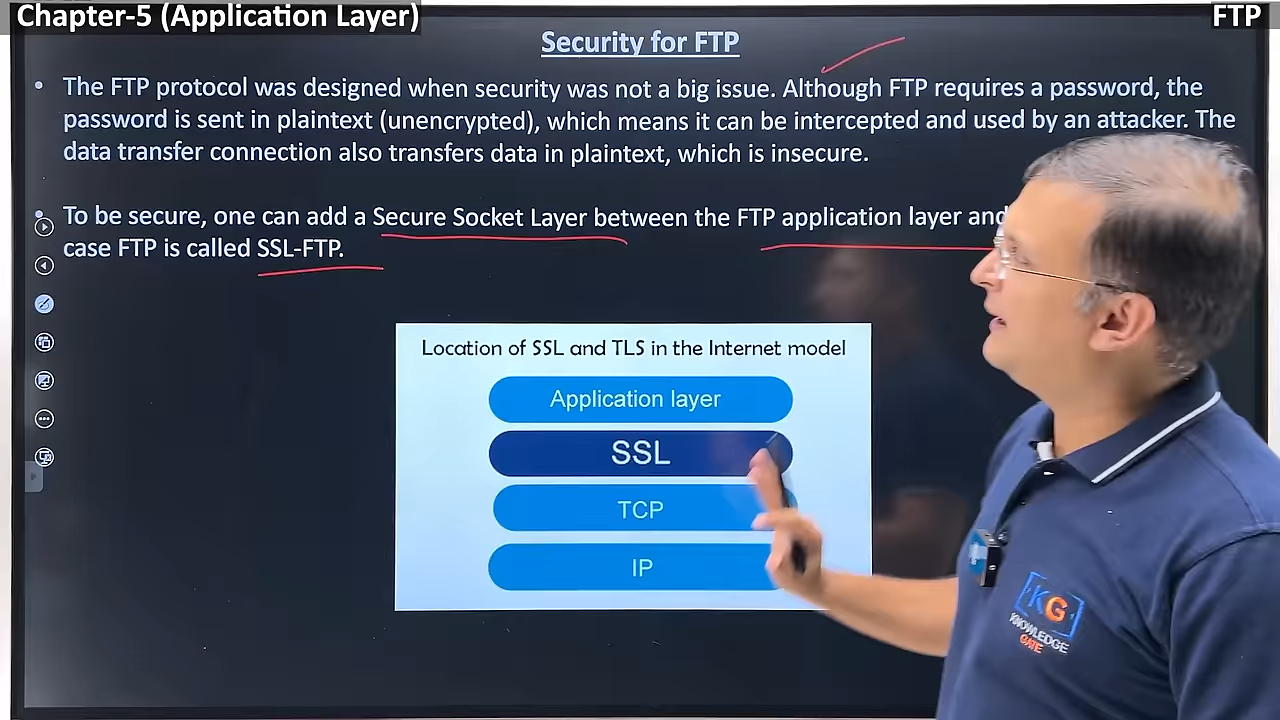 Chapter-5 (Application Layer)
FTP
Security for FTP
• The FTP protocol was designed when security was not a big issue. Although FTP requires a password, the
password is sent in plaintext (unencrypted), which means it can be intercepted and used by an attacker. The
data transfer connection also transfers data in plaintext, which is insecure.
• To be secure, one can add a Secure Socket Layer between the FTP application layer and
case FTP is called SSL-FTP.
Location of SSL and TLS in the Internet model
Application layer
SSL
TCP
IP
KG
KNOWLEDGE
GATE